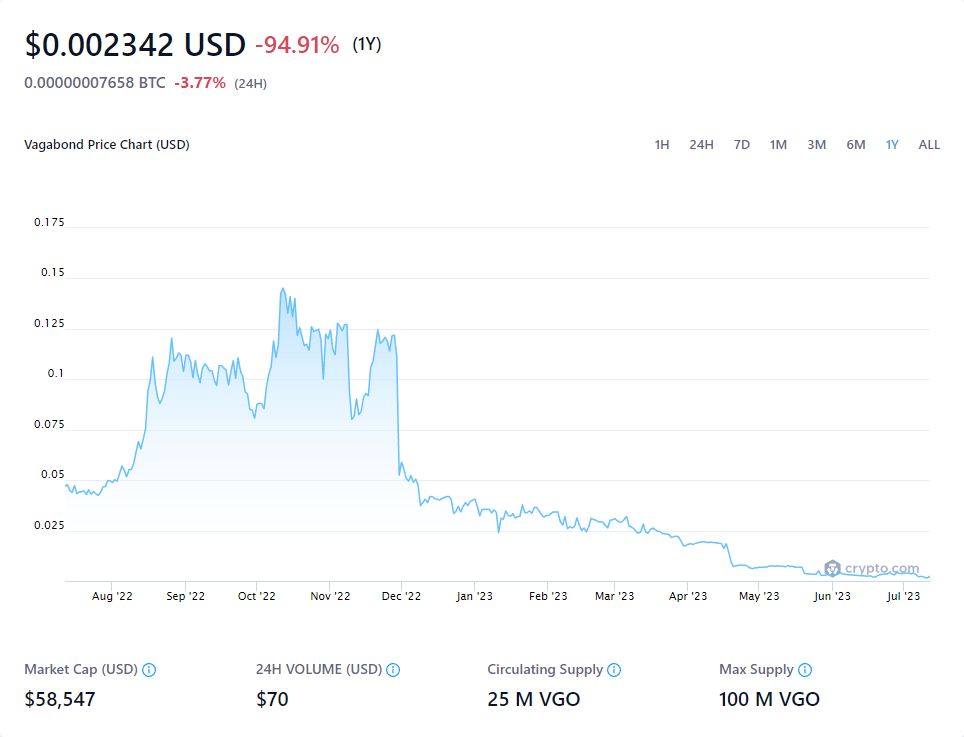 $0.002342 USD -94.91% (1Y)
0.00000007658 BTC -3.77% (24H)
Vagabond Price Chart (USD) 1H 24H 7D 1M 3M 6M 1Y ALL
0.175
0.15
0.125
0.1
0.075
0.05
0.025
crypto.com
Aug '22 Sep '22 Oct '22 Nov '22 Dec '22 Jan '23 Feb '23 Mar '23 Apr '23 May '23 Jun '23 Jul '23
Market Cap (USD) 24H VOLUME (USD) Circulating Supply Max Supply
$58,547 $70 25 M VGO 100 M VGO